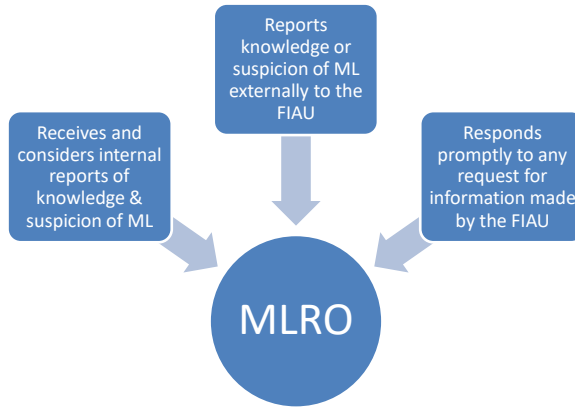 Reports
knowledge or
suspicion of ML
externally to the
FIAU
Receives and
considers internal
reports of
knowledge &
suspicion of ML
Responds
promptly to any
request for
information made
by the FIAU
MLRO